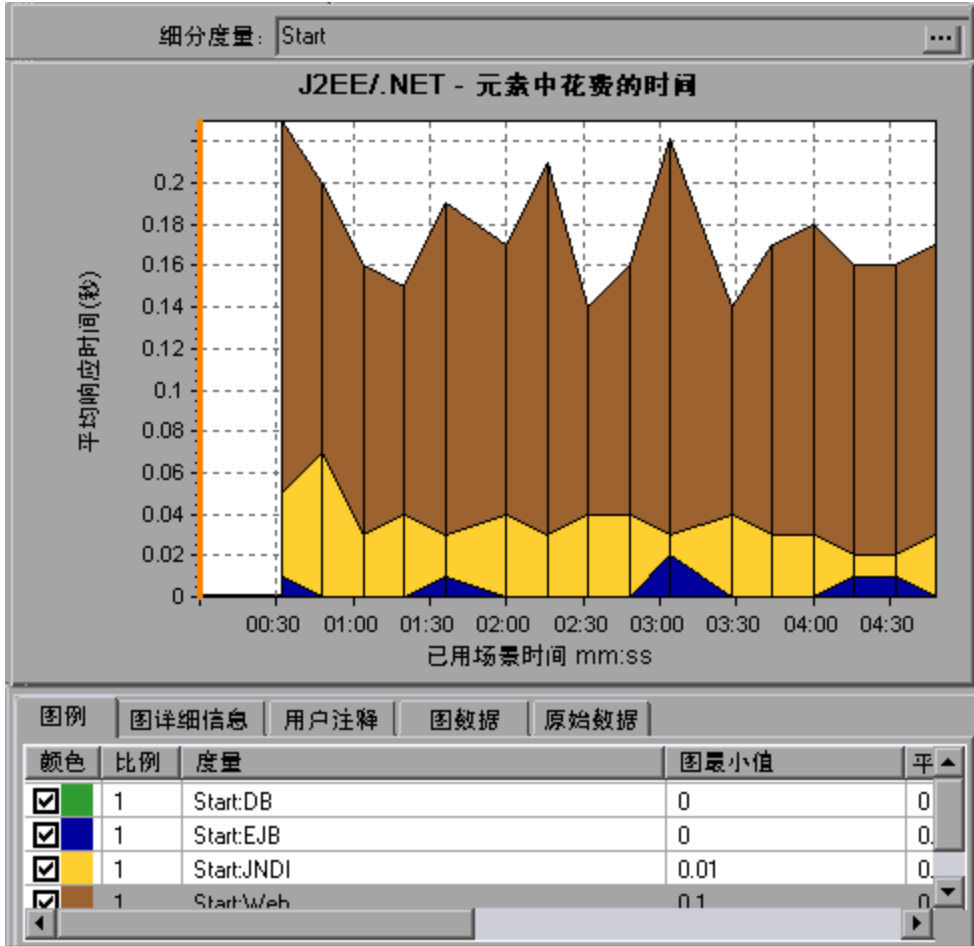 细分度量: Start ...
J2EE/.NET - 元素中花费的时间
平均响应时间(秒)
0.2
0.18
0.16
0.14
0.12
0.1
0.08
0.06
0.04
0.02
0
00:30 01:00 01:30 02:00 02:30 03:00 03:30 04:00 04:30
已用场景时间 mm:ss
图例 图详细信息 用户注释 图数据 原始数据
颜色 比例 度量 图最小值 平
1 Start:DB 0 0
1 Start:EJB 0 0.
1 Start:JNDI 0.01 0.
1 Start:Web 0.1 0